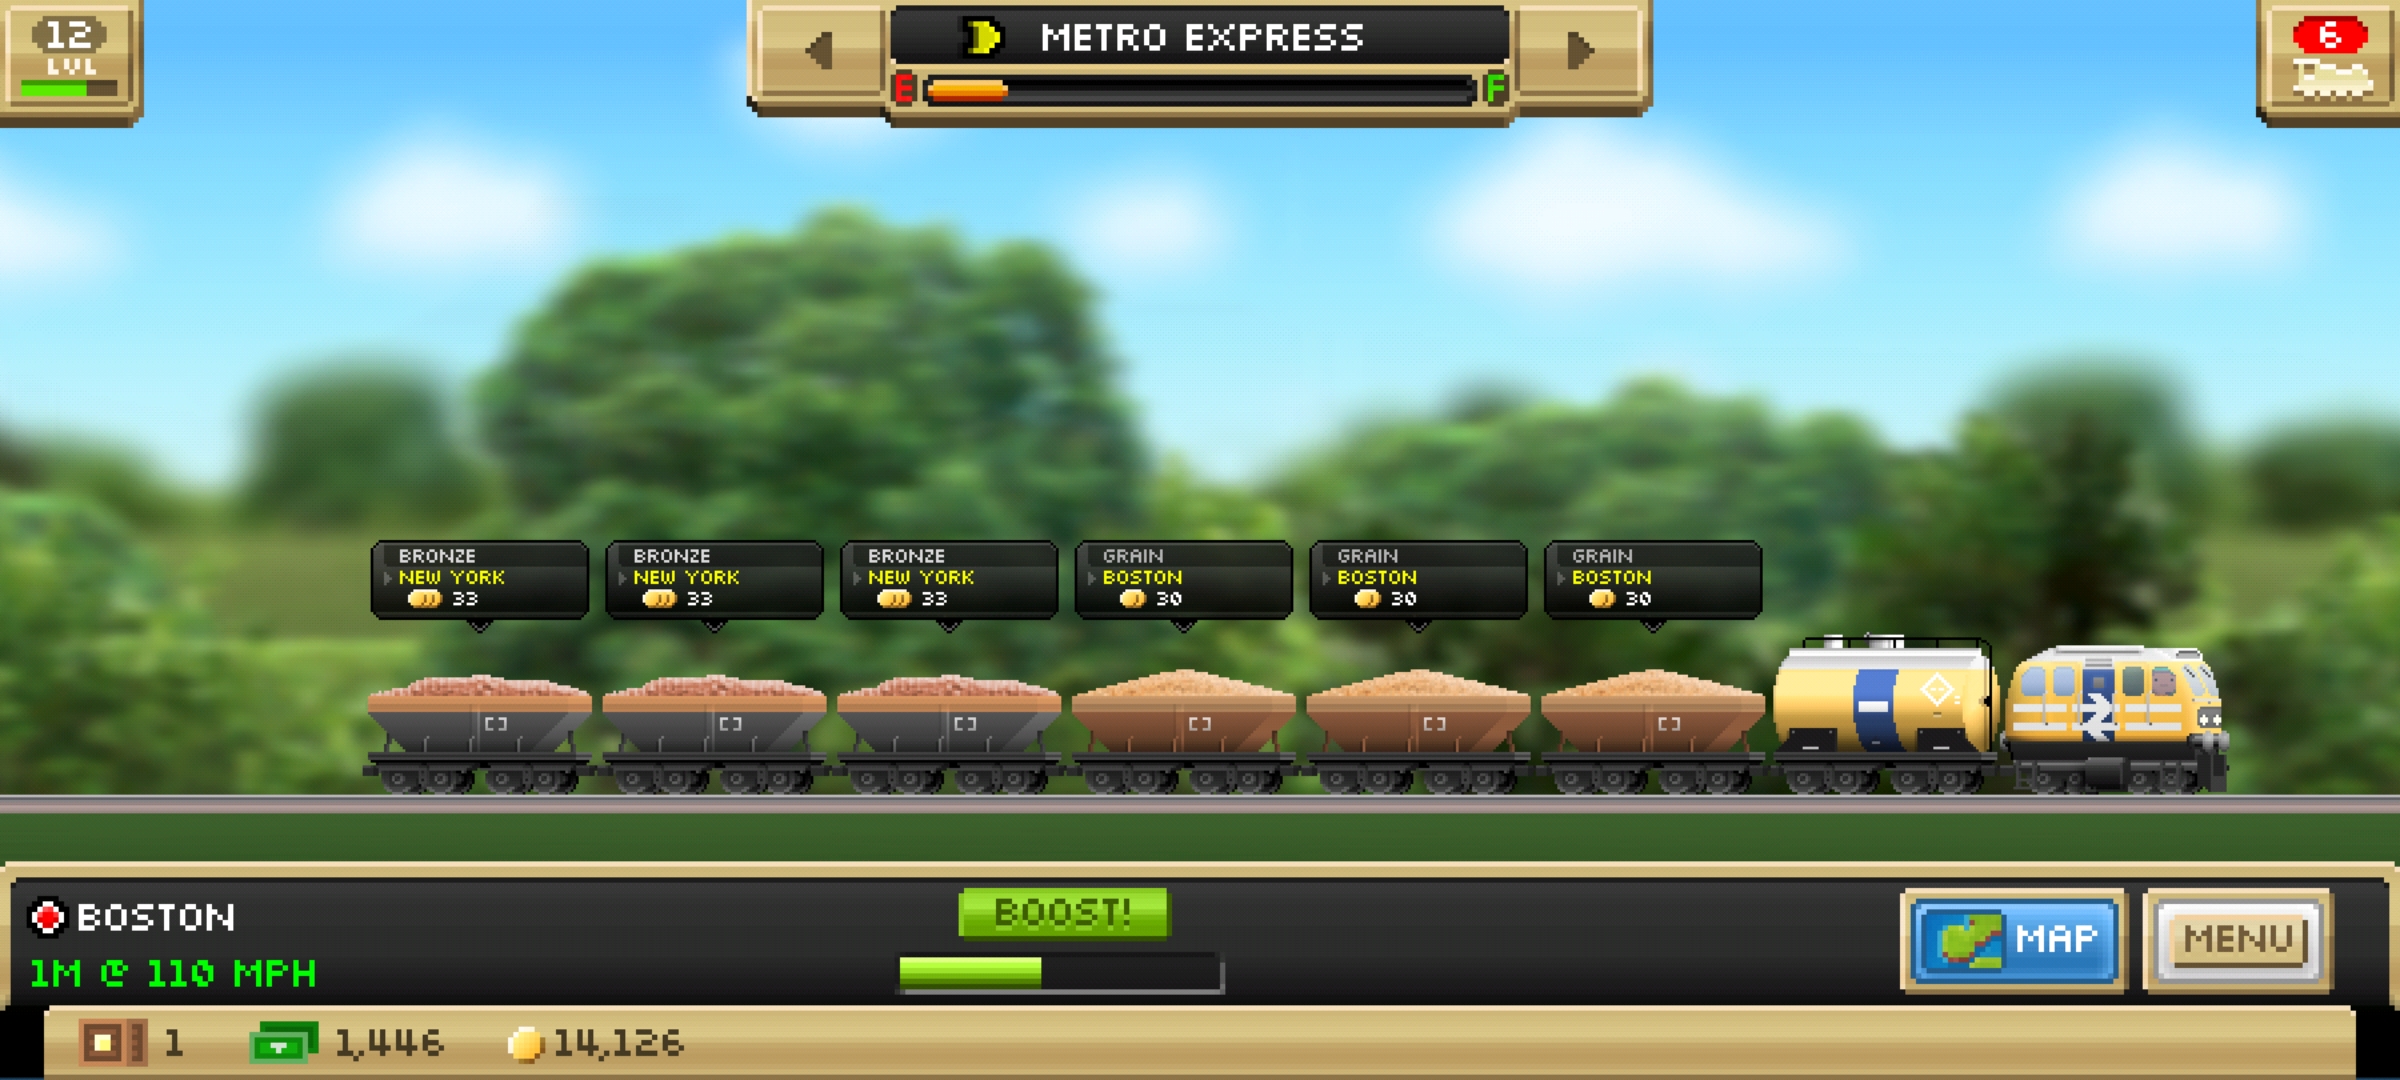 12
LVL
METRO EXPRESS
E
F
6
BRONZE
NEW YORK
33
BRONZE
NEW YORK
33
BRONZE
NEW YORK
33
GRAIN
BOSTON
30
GRAIN
BOSTON
30
GRAIN
BOSTON
30
BOSTON
1M @ 110 MPH
BOOST!
MAP
MENU
1
1,446
14,126